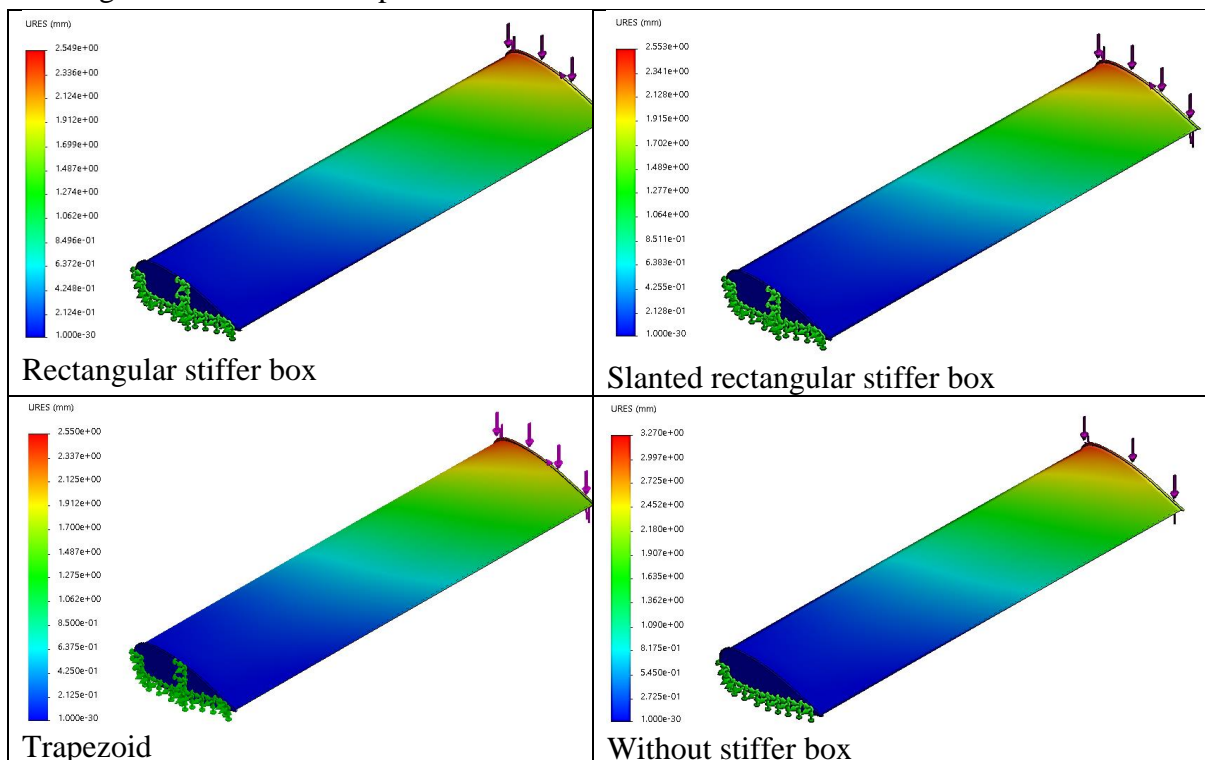 URES (mm)
2.549e+00
2.336e+00
2.124e+00
1.912e+00
1.699e+00
1.487e+00
1.274e+00
1.062e+00
8.496e-01
6.372e-01
4.248e-01
2.124e-01
1.000e-30
Rectangular stiffer box
URES (mm)
2.553e+00
2.341e+00
2.128e+00
1.915e+00
1.702e+00
1.489e+00
1.277e+00
1.064e+00
8.511e-01
6.383e-01
4.255e-01
2.128e-01
1.000e-30
Slanted rectangular stiffer box
URES (mm)
2.550e+00
2.337e+00
2.125e+00
1.912e+00
1.700e+00
1.487e+00
1.275e+00
1.062e+00
8.500e-01
6.375e-01
4.250e-01
2.125e-01
1.000e-30
Trapezoid
URES (mm)
3.270e+00
2.997e+00
2.725e+00
2.452e+00
2.180e+00
1.907e+00
1.635e+00
1.362e+00
1.090e+00
8.175e-01
5.450e-01
2.725e-01
1.000e-30
Without stiffer box